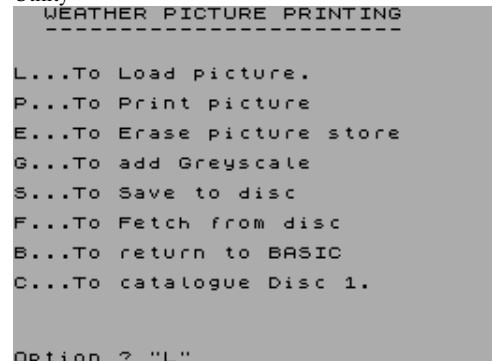 WEATHER PICTURE PRINTING
-------------------------
L...To Load picture.
P...To Print picture
E...To Erase picture store
G...To add Greyscale
S...To Save to disc
F...To Fetch from disc
B...To return to BASIC
C...To catalogue Disc 1.
Option ? "L"